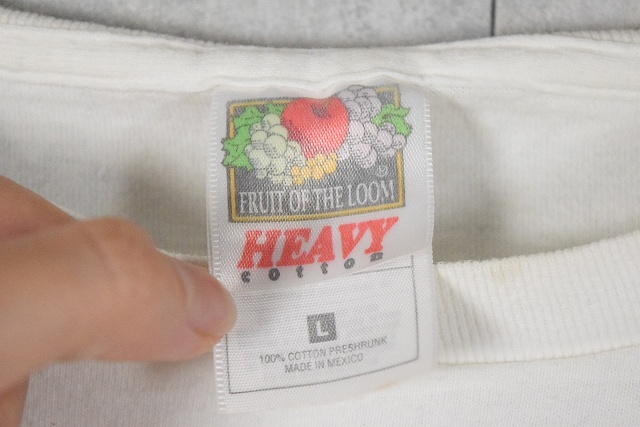 FRUIT OF THE LOOM
HEAVY
cotton
L
100% COTTON PRESHRUNK
MADE IN MEXICO